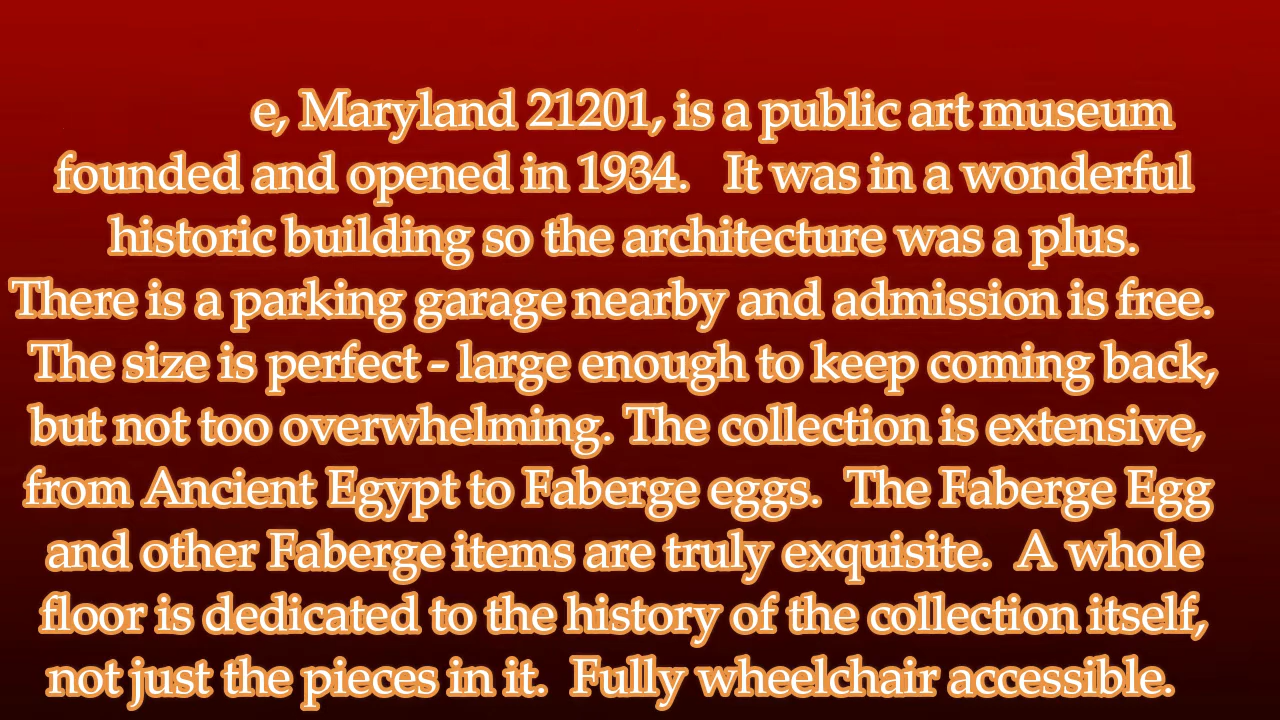 e, Maryland 21201, is a public art museum
founded and opened in 1934.   It was in a wonderful
historic building so the architecture was a plus.
There is a parking garage nearby and admission is free.
The size is perfect - large enough to keep coming back,
but not too overwhelming. The collection is extensive,
from Ancient Egypt to Faberge eggs.  The Faberge Egg
and other Faberge items are truly exquisite.  A whole
floor is dedicated to the history of the collection itself,
not just the pieces in it.  Fully wheelchair accessible.